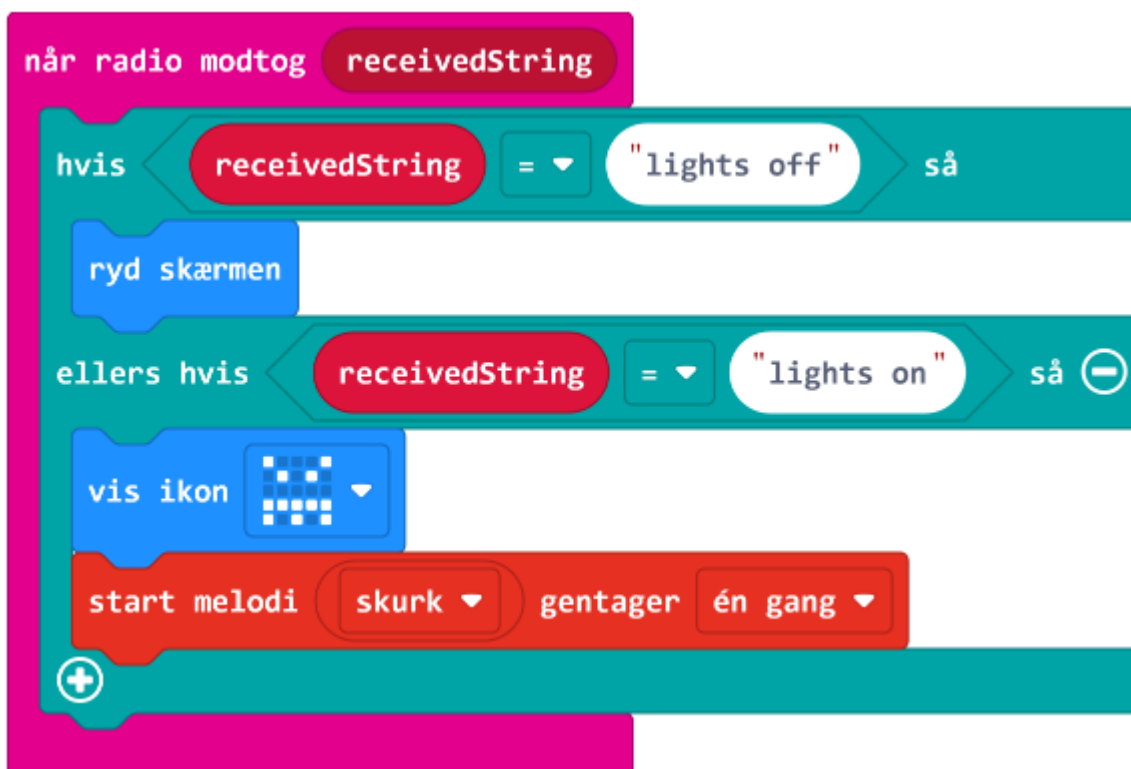 når radio modtog receivedString
hvis receivedString = "lights off" så
ryd skærmen
ellers hvis receivedString = "lights on" så
vis ikon
start melodi skurk gentager én gang